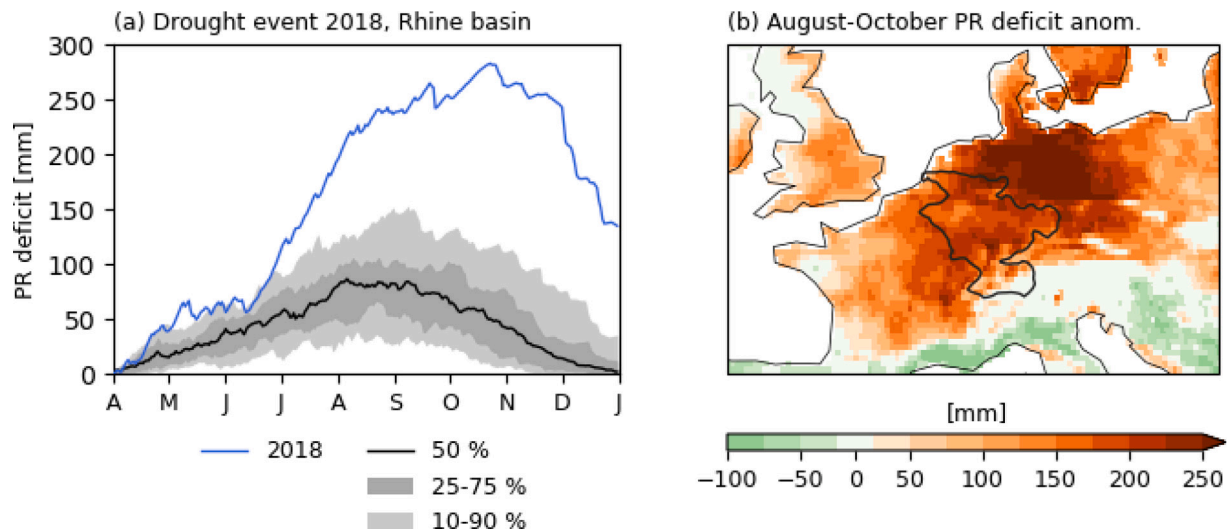 (a) Drought event 2018, Rhine basin
300
250
200
150
100
50
0
PR deficit [mm]
A M J J A S O N D J
2018
50 %
25-75 %
10-90 %
(b) August-October PR deficit anom.
[mm]
−100 −50 0 50 100 150 200 250